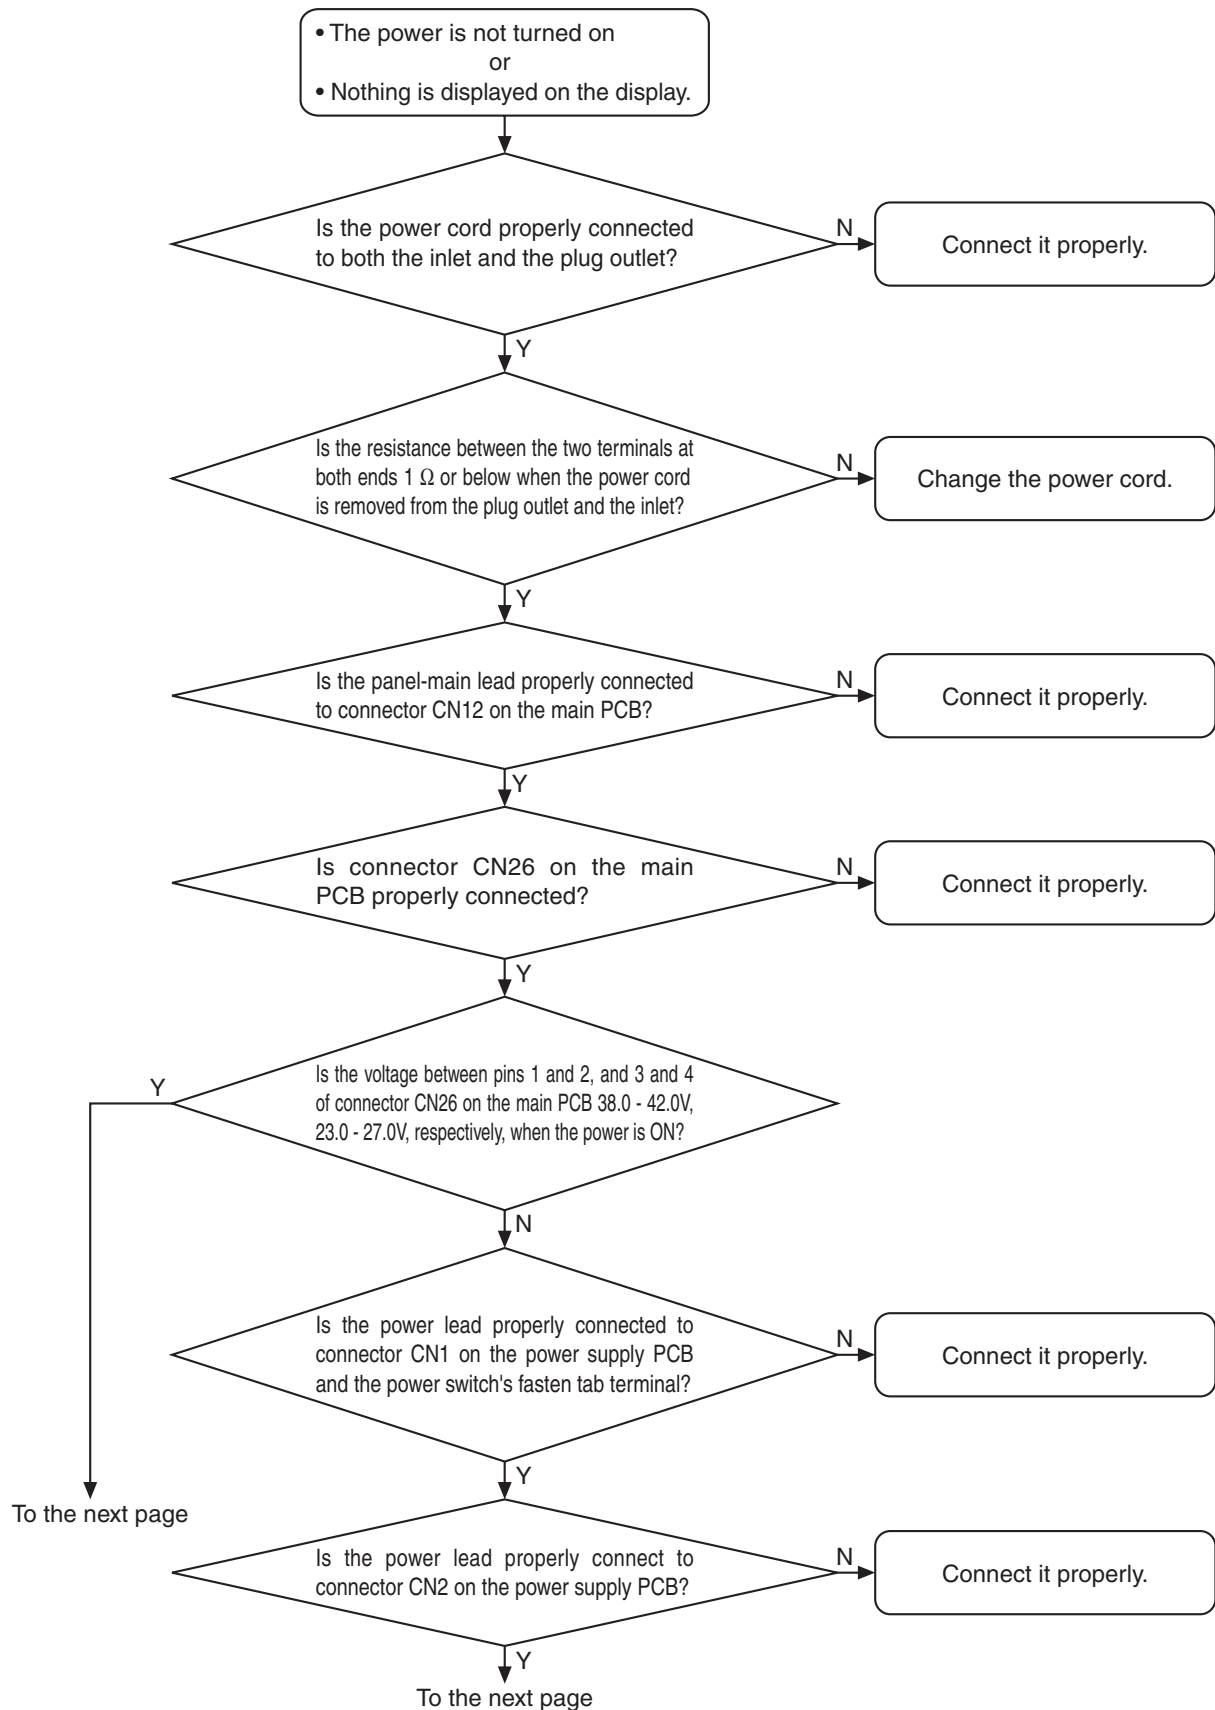 • The power is not turned on
or
• Nothing is displayed on the display.
Is the power cord properly connected
to both the inlet and the plug outlet?
N
Connect it properly.
Y
Is the resistance between the two terminals at
both ends 1 Ω or below when the power cord
is removed from the plug outlet and the inlet?
N
Change the power cord.
Y
Is the panel-main lead properly connected
to connector CN12 on the main PCB?
N
Connect it properly.
Y
Is connector CN26 on the main
PCB properly connected?
N
Connect it properly.
Y
Is the voltage between pins 1 and 2, and 3 and 4
of connector CN26 on the main PCB 38.0 - 42.0V,
23.0 - 27.0V, respectively, when the power is ON?
Y
N
Is the power lead properly connected to
connector CN1 on the power supply PCB
and the power switch's fasten tab terminal?
N
Connect it properly.
Y
To the next page
Is the power lead properly connect to
connector CN2 on the power supply PCB?
N
Connect it properly.
Y
To the next page